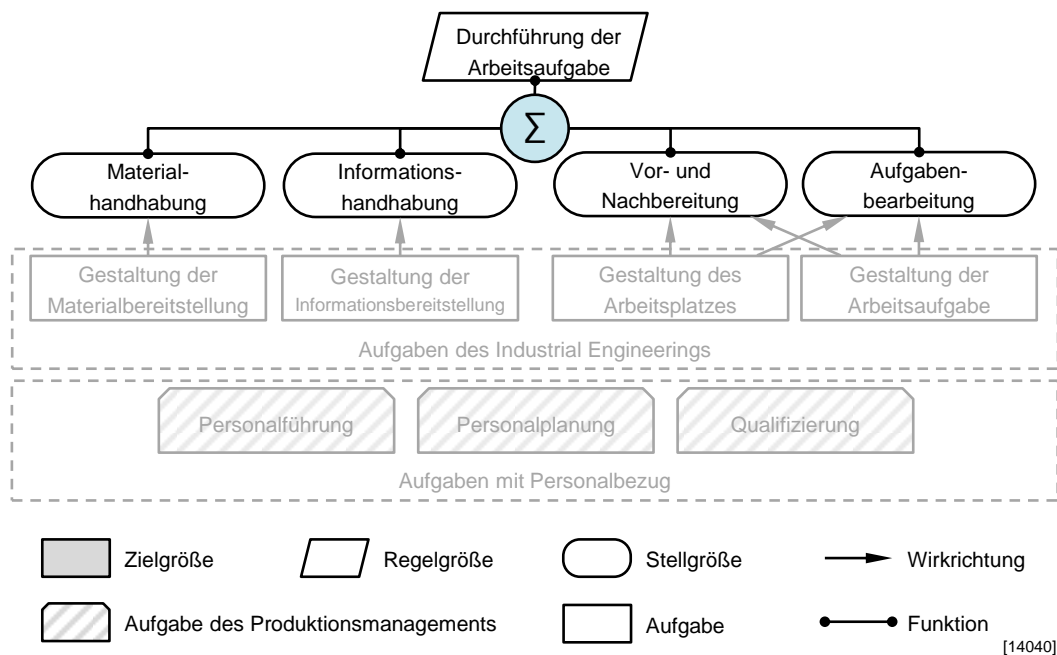 Durchführung der
Arbeitsaufgabe
Σ
Material-
handhabung
Informations-
handhabung
Vor- und
Nachbereitung
Aufgaben-
bearbeitung
Gestaltung der
Materialbereitstellung
Gestaltung der
Informationsbereitstellung
Gestaltung des
Arbeitsplatzes
Gestaltung der
Arbeitsaufgabe
Aufgaben des Industrial Engineerings
Personalführung
Personalplanung
Qualifizierung
Aufgaben mit Personalbezug
Zielgröße
Regelgröße
Stellgröße
Wirkrichtung
Aufgabe des Produktionsmanagements
Aufgabe
Funktion
[14040]